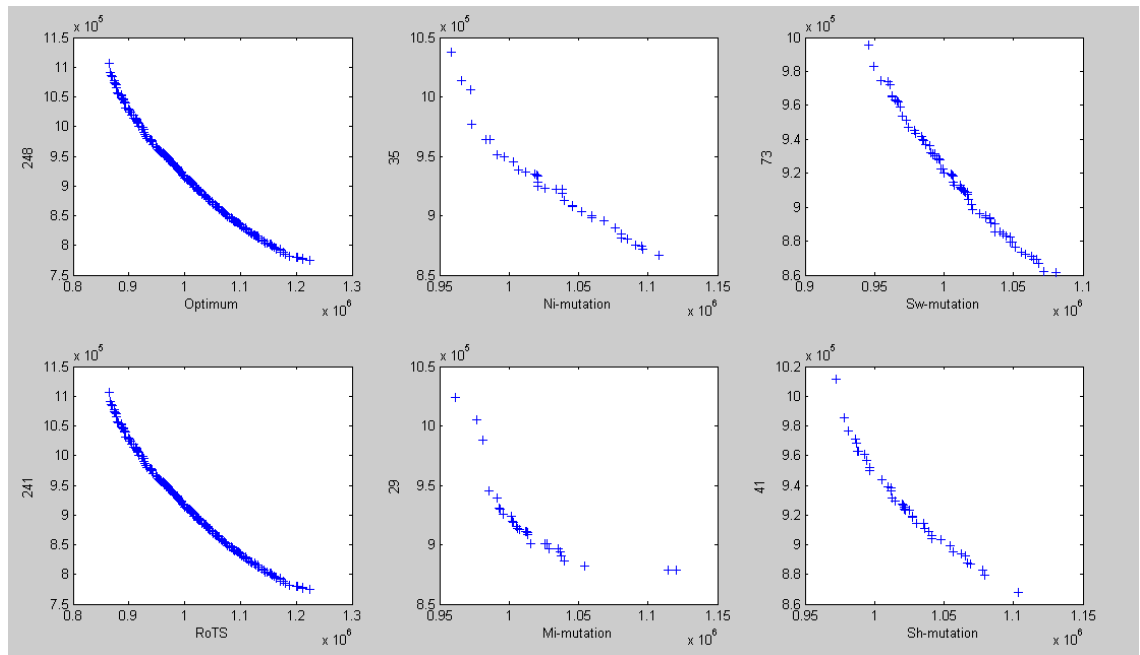 x 10^5
11.5
11
10.5
10
9.5
9
8.5
8
7.5
248
0.8 0.9 1 1.1 1.2 1.3
Optimum
x 10^6
x 10^5
10.5
10
9.5
9
8.5
35
0.95 1 1.05 1.1 1.15
Ni-mutation
x 10^6
x 10^5
10
9.8
9.6
9.4
9.2
9
8.8
8.6
73
0.9 0.95 1 1.05 1.1
Sw-mutation
x 10^6
x 10^5
11.5
11
10.5
10
9.5
9
8.5
8
7.5
241
0.8 0.9 1 1.1 1.2 1.3
RoTS
x 10^6
x 10^5
10.5
10
9.5
9
8.5
29
0.95 1 1.05 1.1 1.15
Mi-mutation
x 10^6
x 10^5
10.2
10
9.8
9.6
9.4
9.2
9
8.8
8.6
41
0.95 1 1.05 1.1 1.15
Sh-mutation
x 10^6